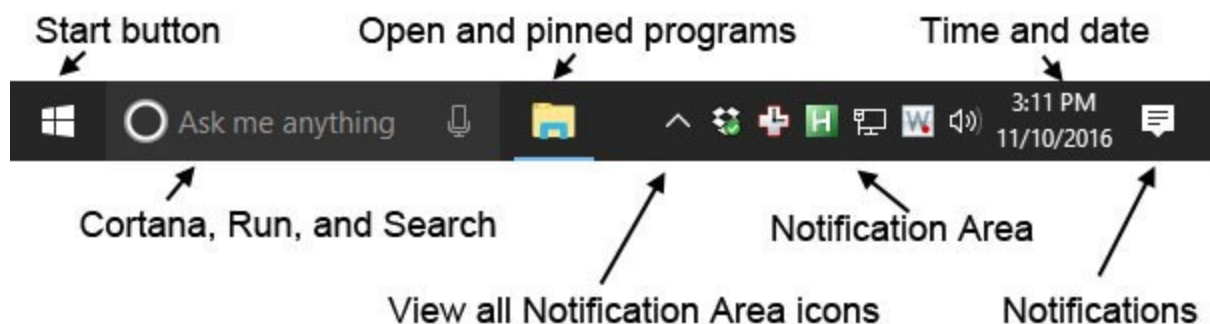 Start button
Open and pinned programs
Time and date
Ask me anything
H
W
3:11 PM
11/10/2016
Cortana, Run, and Search
Notification Area
View all Notification Area icons
Notifications